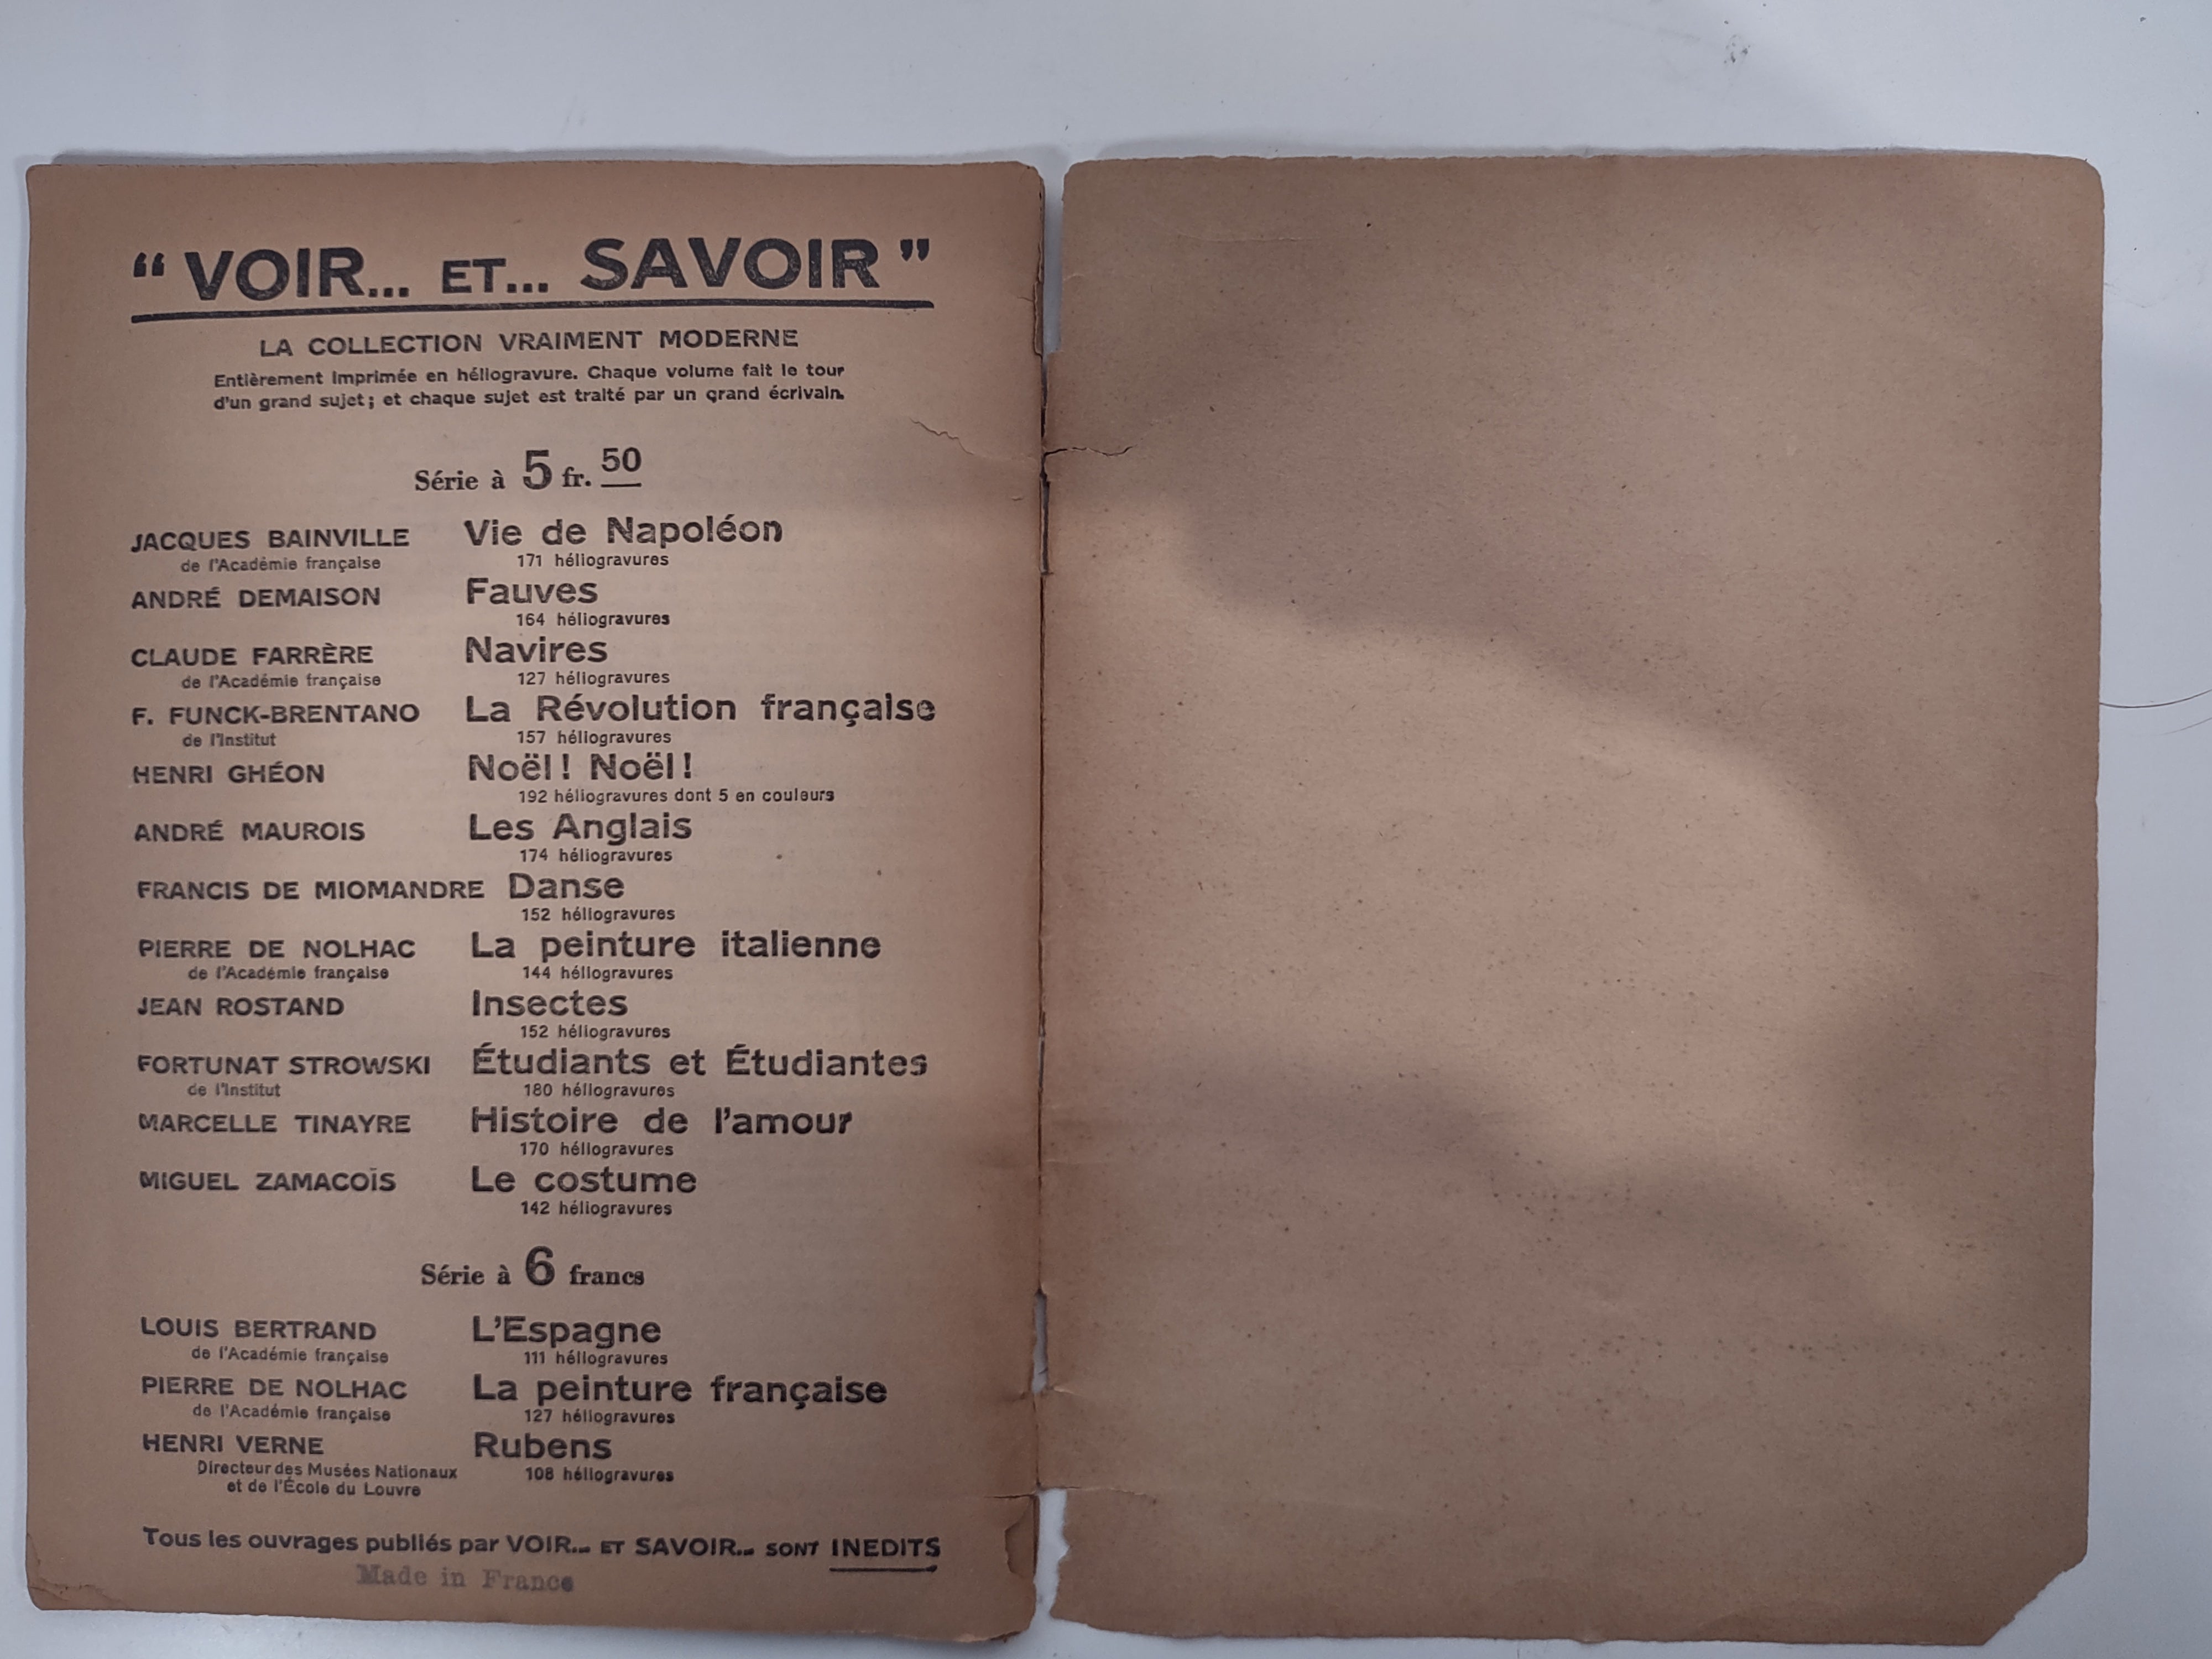 “ VOIR... ET... SAVOIR ”
LA COLLECTION VRAIMENT MODERNE
Entièrement imprimée en héliogravure. Chaque volume fait le tour
d'un grand sujet ; et chaque sujet est traité par un grand écrivain.
Série à 5 fr. 50
JACQUES BAINVILLE Vie de Napoléon
de l'Académie française 171 héliogravures
ANDRÉ DEMAISON Fauves
164 héliogravures
CLAUDE FARRÈRE Navires
de l'Académie française 127 héliogravures
F. FUNCK-BRENTANO La Révolution française
de l'Institut 157 héliogravures
HENRI GHÉON Noël ! Noël !
192 héliogravures dont 5 en couleurs
ANDRÉ MAUROIS Les Anglais
174 héliogravures
FRANCIS DE MIOMANDRE Danse
152 héliogravures
PIERRE DE NOLHAC La peinture italienne
de l'Académie française 144 héliogravures
JEAN ROSTAND Insectes
152 héliogravures
FORTUNAT STROWSKI Étudiants et Étudiantes
de l'Institut 180 héliogravures
MARCELLE TINAYRE Histoire de l'amour
170 héliogravures
MIGUEL ZAMACOÏS Le costume
142 héliogravures
Série à 6 francs
LOUIS BERTRAND L'Espagne
de l'Académie française 111 héliogravures
PIERRE DE NOLHAC La peinture française
de l'Académie française 127 héliogravures
HENRI VERNE Rubens
Directeur des Musées Nationaux 108 héliogravures
et de l'École du Louvre
Tous les ouvrages publiés par VOIR... ET SAVOIR... SONT INEDITS
Made in France